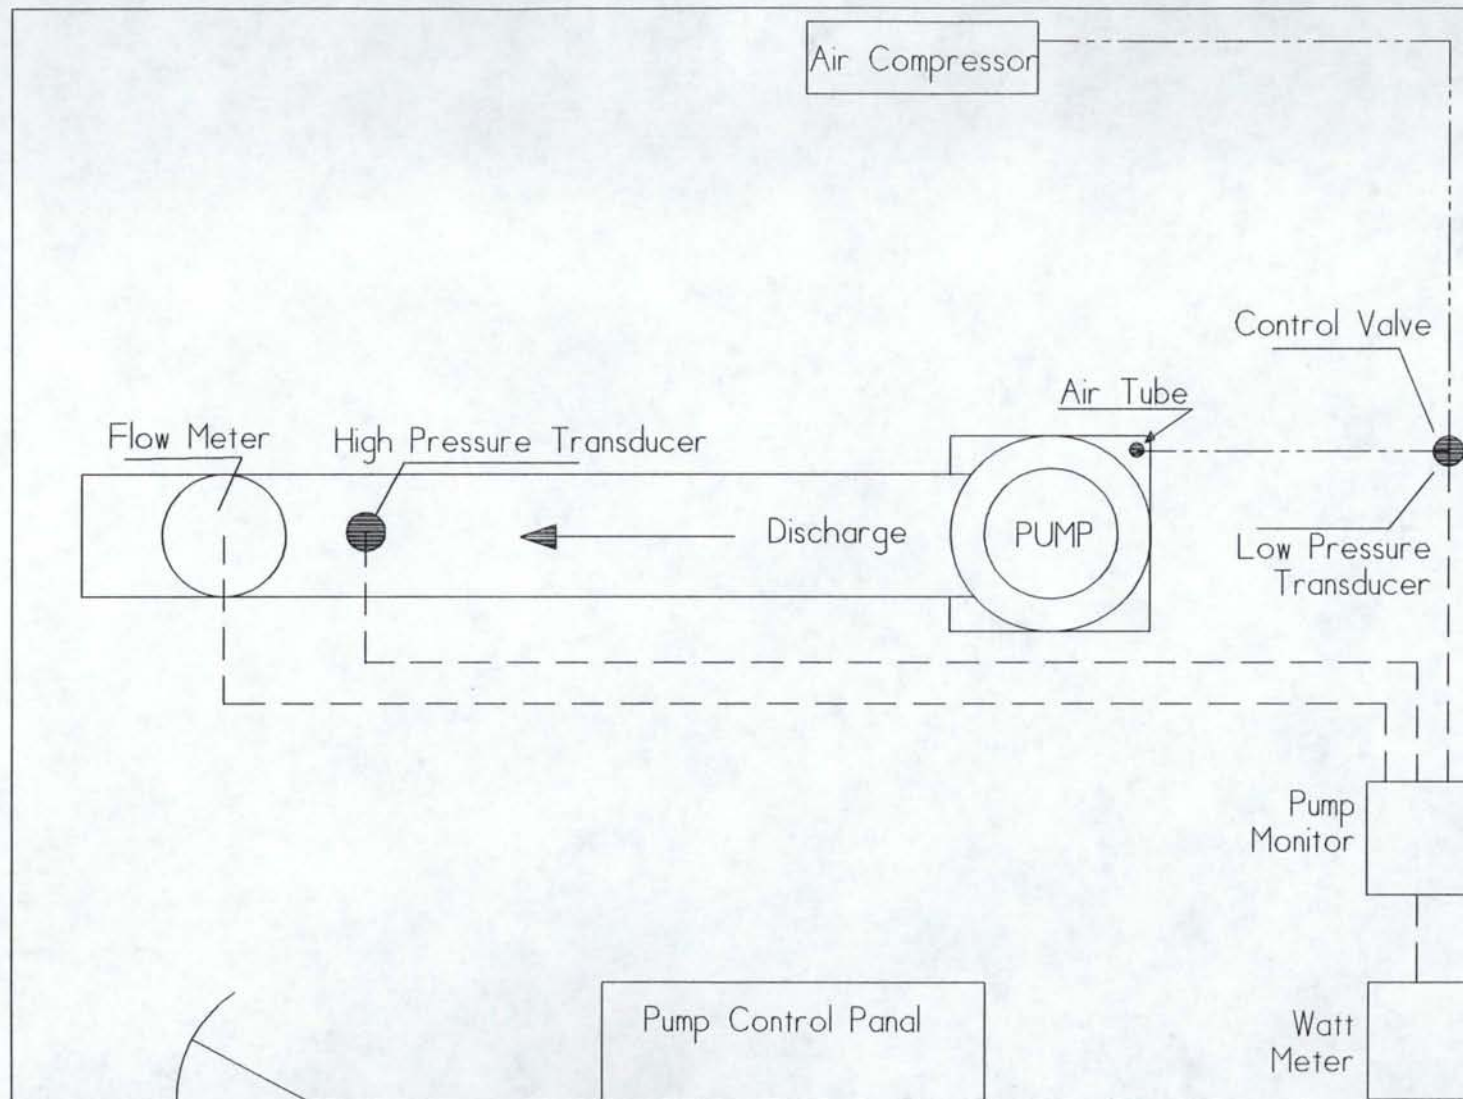 Air Compressor
Control Valve
Air Tube
Flow Meter
High Pressure Transducer
Discharge
PUMP
Low Pressure
Transducer
Pump
Monitor
Pump Control Panal
Watt
Meter